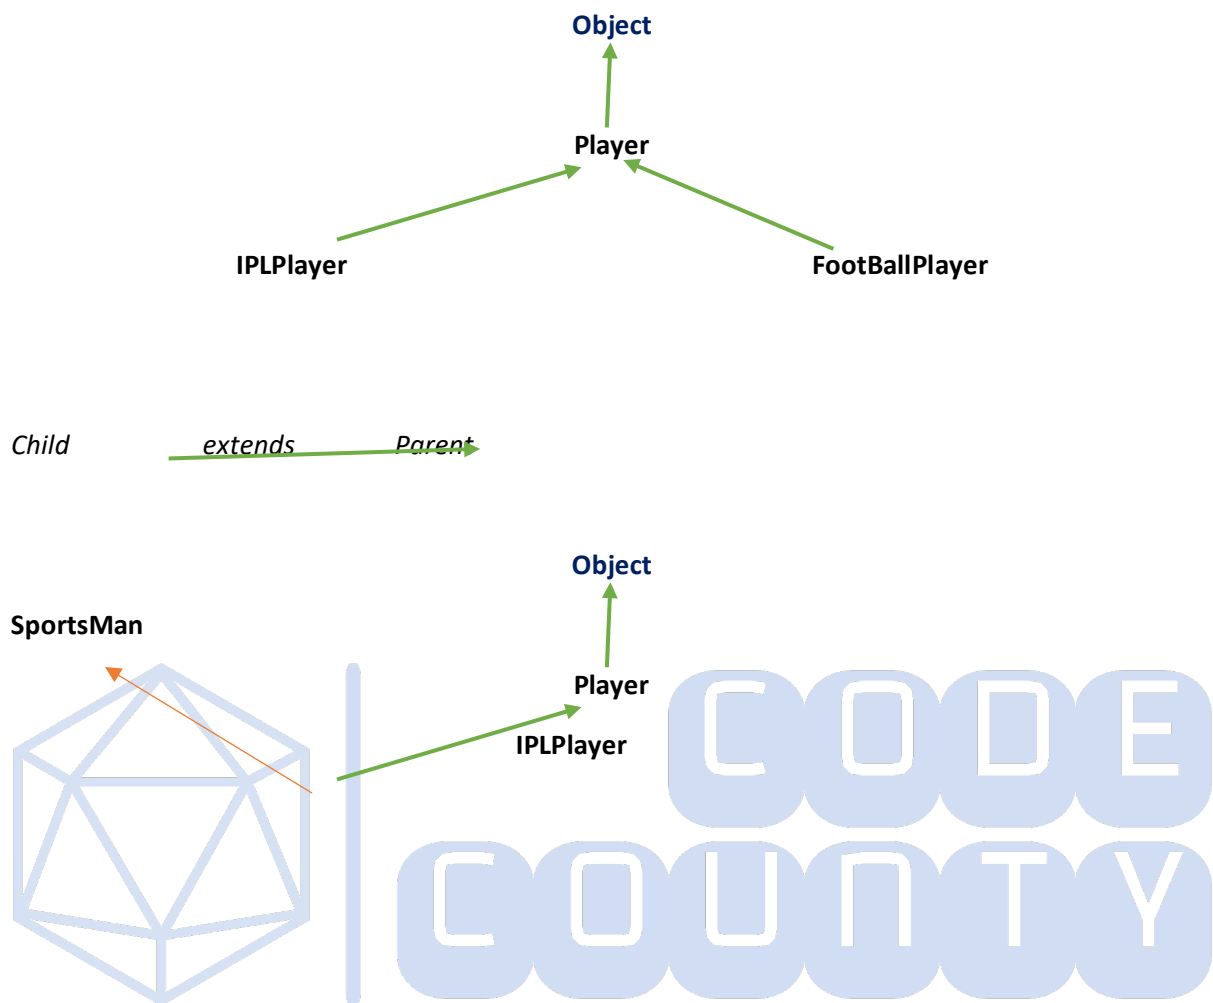 Object
Player
IPLPlayer FootBallPlayer
Child extends Parent
Object
SportsMan
Player
IPLPlayer
CODE
COUNTY